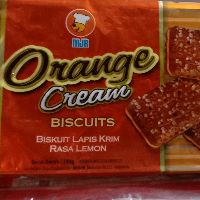 MJR
Orange
Cream
BISCUITS
BISKUIT LAPIS KRIM
RASA LEMON